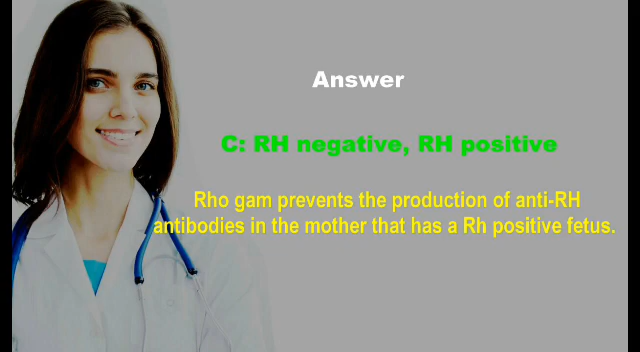 Answer
C: RH negative, RH positive
Rho gam prevents the production of anti-RH
antibodies in the mother that has a Rh positive fetus.